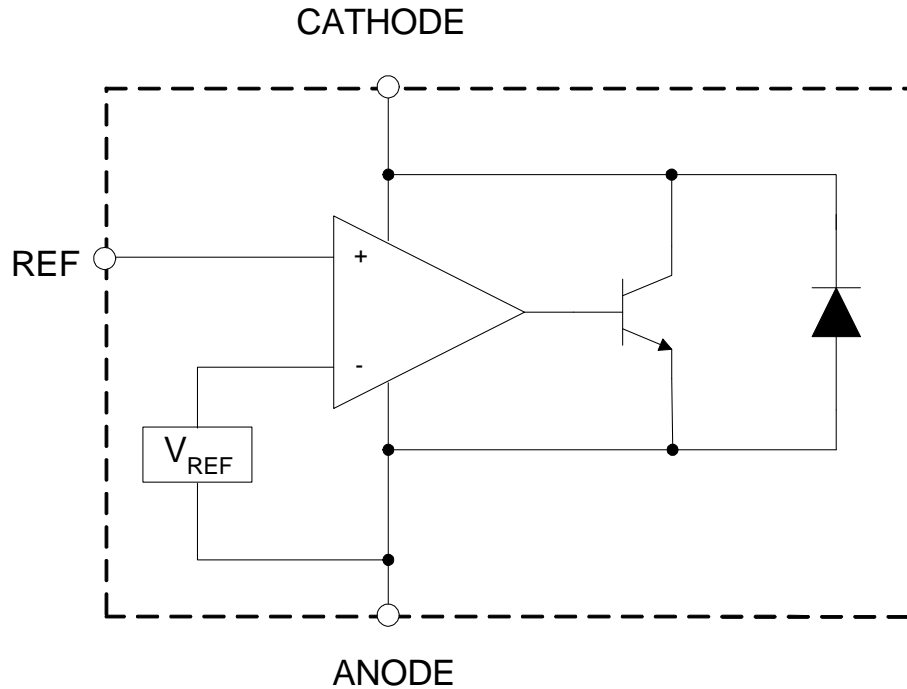 CATHODE
REF
+
-
VREF
ANODE